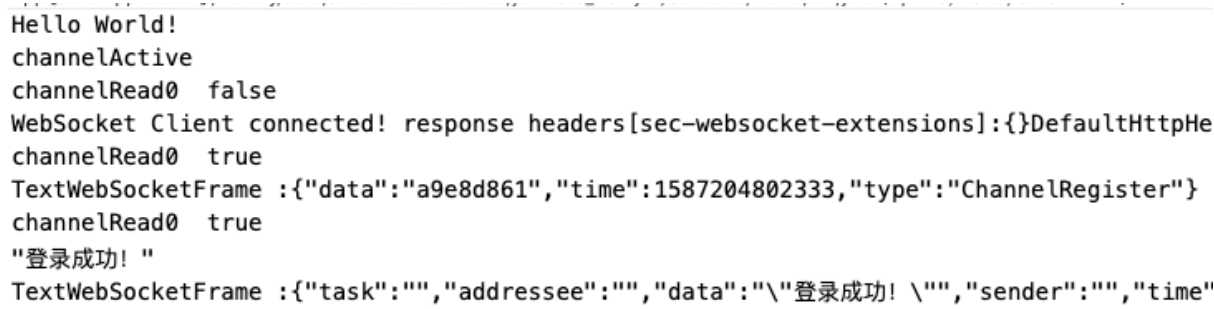 Hello World!
channelActive
channelRead0  false
WebSocket Client connected! response headers[sec-websocket-extensions]:{}DefaultHttpHe
channelRead0  true
TextWebSocketFrame :{"data":"a9e8d861","time":1587204802333,"type":"ChannelRegister"}
channelRead0  true
"登录成功！"
TextWebSocketFrame :{"task":"","addressee":"","data":"\"登录成功！\"","sender":"","time"